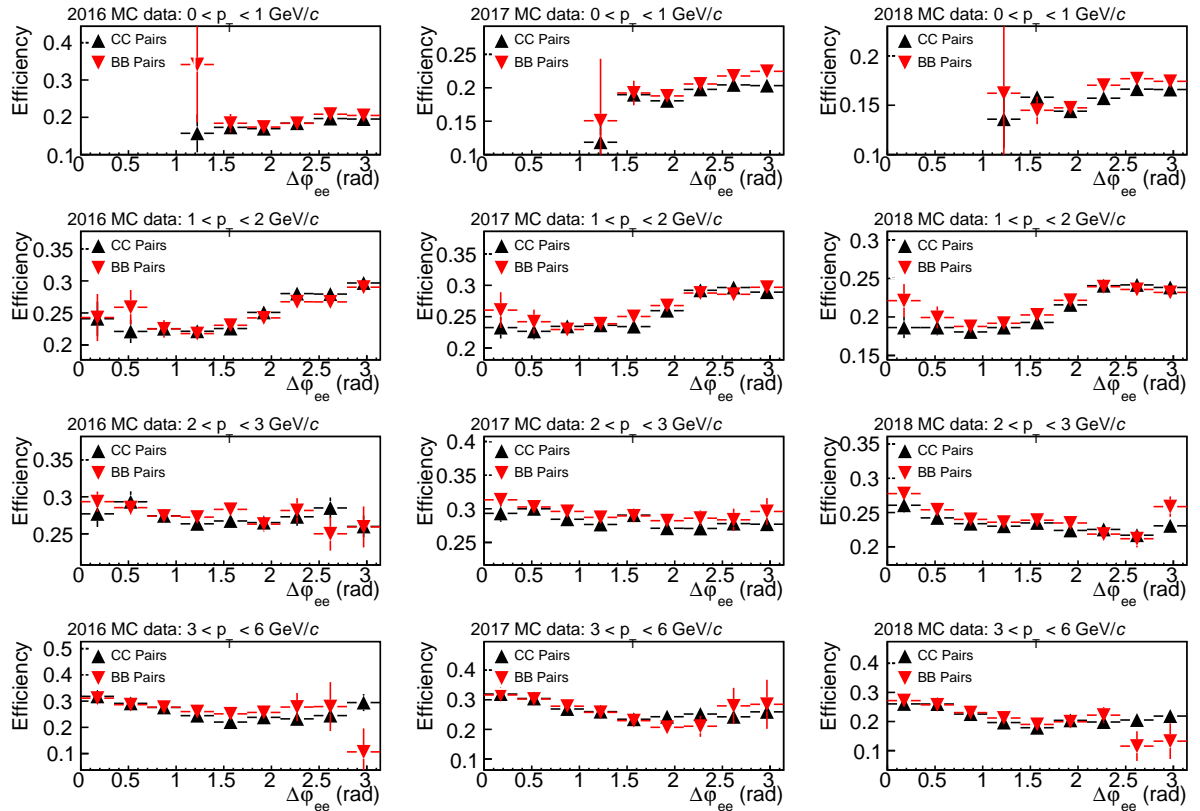 2016 MC data: 0 < p_T < 1 GeV/c
Efficiency
CC Pairs
BB Pairs
0.4
0.3
0.2
0.1
0 0.5 1 1.5 2 2.5 3
Δφee (rad)
2017 MC data: 0 < p_T < 1 GeV/c
Efficiency
CC Pairs
BB Pairs
0.25
0.2
0.15
0.1
0 0.5 1 1.5 2 2.5 3
Δφee (rad)
2018 MC data: 0 < p_T < 1 GeV/c
Efficiency
CC Pairs
BB Pairs
0.2
0.15
0.1
0 0.5 1 1.5 2 2.5 3
Δφee (rad)
2016 MC data: 1 < p_T < 2 GeV/c
Efficiency
CC Pairs
BB Pairs
0.3
0.25
0.2
0 0.5 1 1.5 2 2.5 3
Δφee (rad)
2017 MC data: 1 < p_T < 2 GeV/c
Efficiency
CC Pairs
BB Pairs
0.35
0.3
0.25
0.2
0 0.5 1 1.5 2 2.5 3
Δφee (rad)
2018 MC data: 1 < p_T < 2 GeV/c
Efficiency
CC Pairs
BB Pairs
0.3
0.25
0.2
0.15
0 0.5 1 1.5 2 2.5 3
Δφee (rad)
2016 MC data: 2 < p_T < 3 GeV/c
Efficiency
CC Pairs
BB Pairs
0.35
0.3
0.25
0 0.5 1 1.5 2 2.5 3
Δφee (rad)
2017 MC data: 2 < p_T < 3 GeV/c
Efficiency
CC Pairs
BB Pairs
0.4
0.35
0.3
0.25
0 0.5 1 1.5 2 2.5 3
Δφee (rad)
2018 MC data: 2 < p_T < 3 GeV/c
Efficiency
CC Pairs
BB Pairs
0.35
0.3
0.25
0.2
0 0.5 1 1.5 2 2.5 3
Δφee (rad)
2016 MC data: 3 < p_T < 6 GeV/c
Efficiency
CC Pairs
BB Pairs
0.5
0.4
0.3
0.2
0.1
0 0.5 1 1.5 2 2.5 3
Δφee (rad)
2017 MC data: 3 < p_T < 6 GeV/c
Efficiency
CC Pairs
BB Pairs
0.5
0.4
0.3
0.2
0.1
0 0.5 1 1.5 2 2.5 3
Δφee (rad)
2018 MC data: 3 < p_T < 6 GeV/c
Efficiency
CC Pairs
BB Pairs
0.4
0.3
0.2
0.1
0 0.5 1 1.5 2 2.5 3
Δφee (rad)